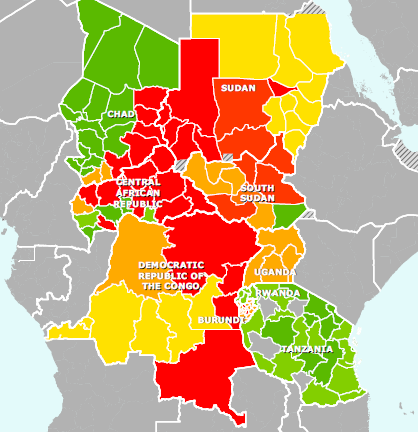 SUDAN
CHAD
CENTRAL
AFRICAN
REPUBLIC
SOUTH
SUDAN
DEMOCRATIC
REPUBLIC OF
THE CONGO
UGANDA
RWANDA
BURUNDI
TANZANIA